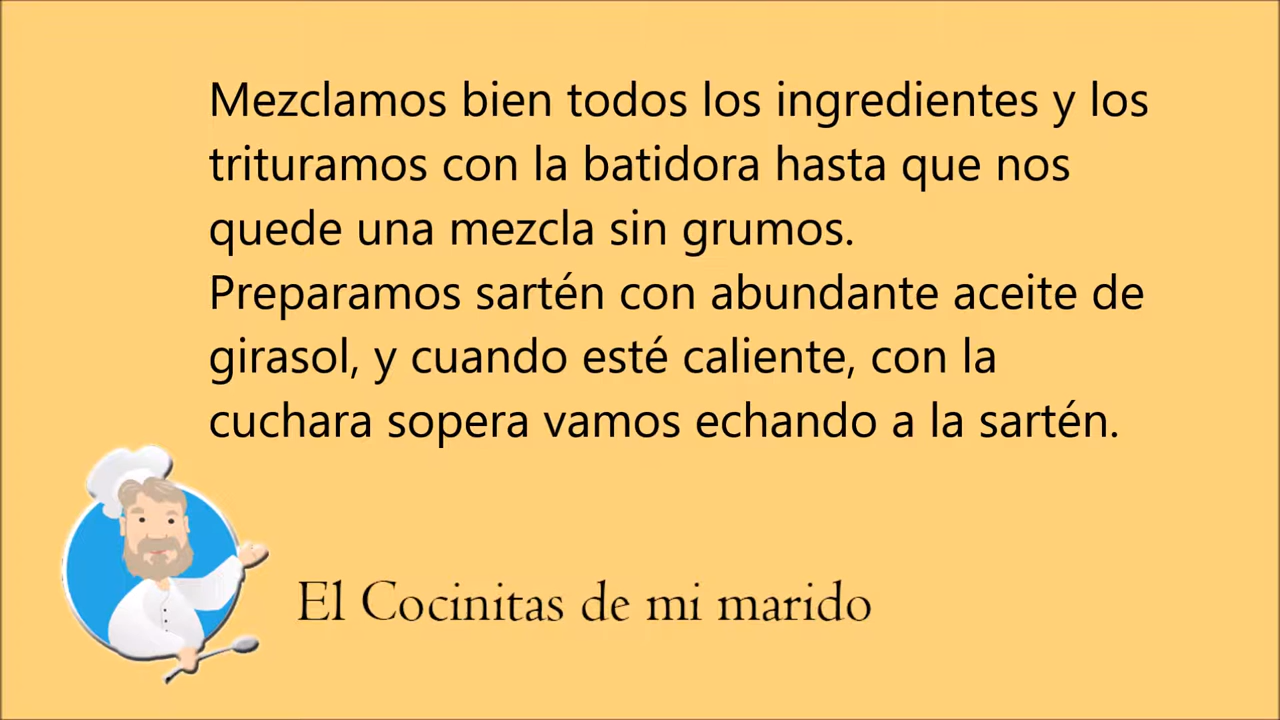 Mezclamos bien todos los ingredientes y los
trituramos con la batidora hasta que nos
quede una mezcla sin grumos.
Preparamos sartén con abundante aceite de
girasol, y cuando esté caliente, con la
cuchara sopera vamos echando a la sartén.
El Cocinitas de mi marido